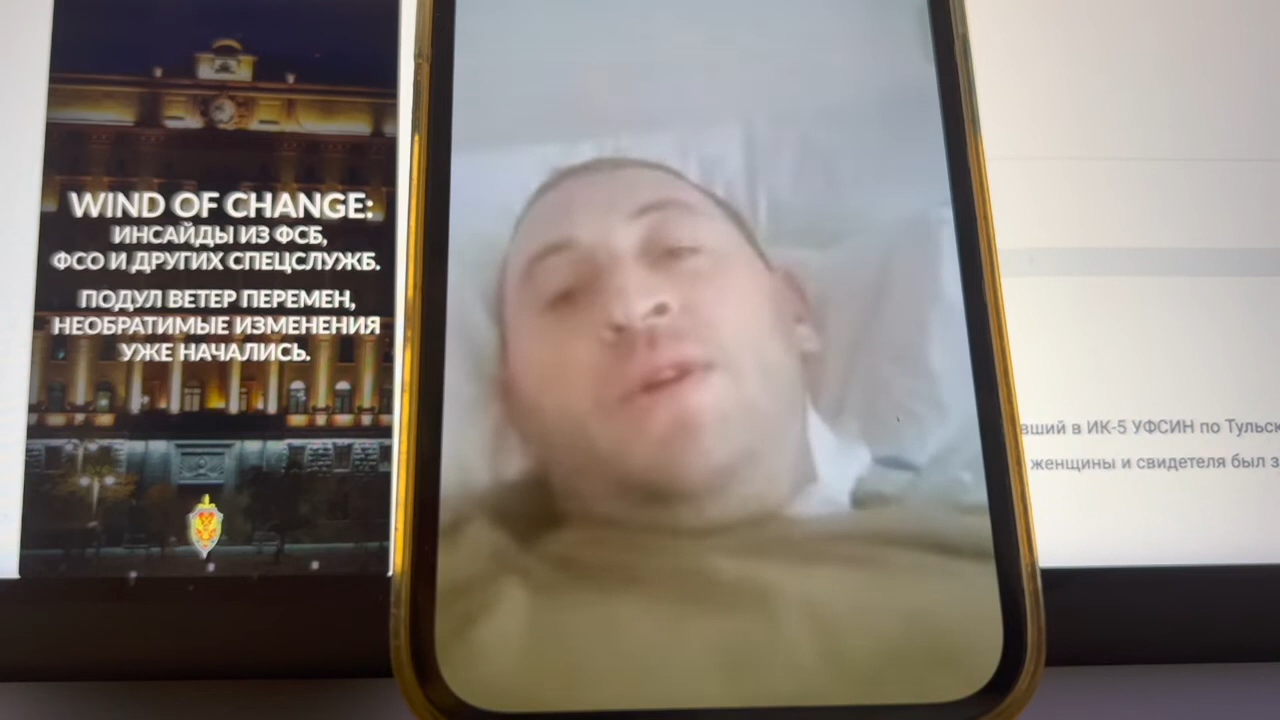 WIND OF CHANGE:
ИНСАЙДЫ ИЗ ФСБ,
ФСО И ДРУГИХ СПЕЦСЛУЖБ.
ПОДУЛ ВЕТЕР ПЕРЕМЕН,
НЕОБРАТИМЫЕ ИЗМЕНЕНИЯ
УЖЕ НАЧАЛИСЬ.
вший в ИК-5 УФСИН по Тульск
женщины и свидетеля был з